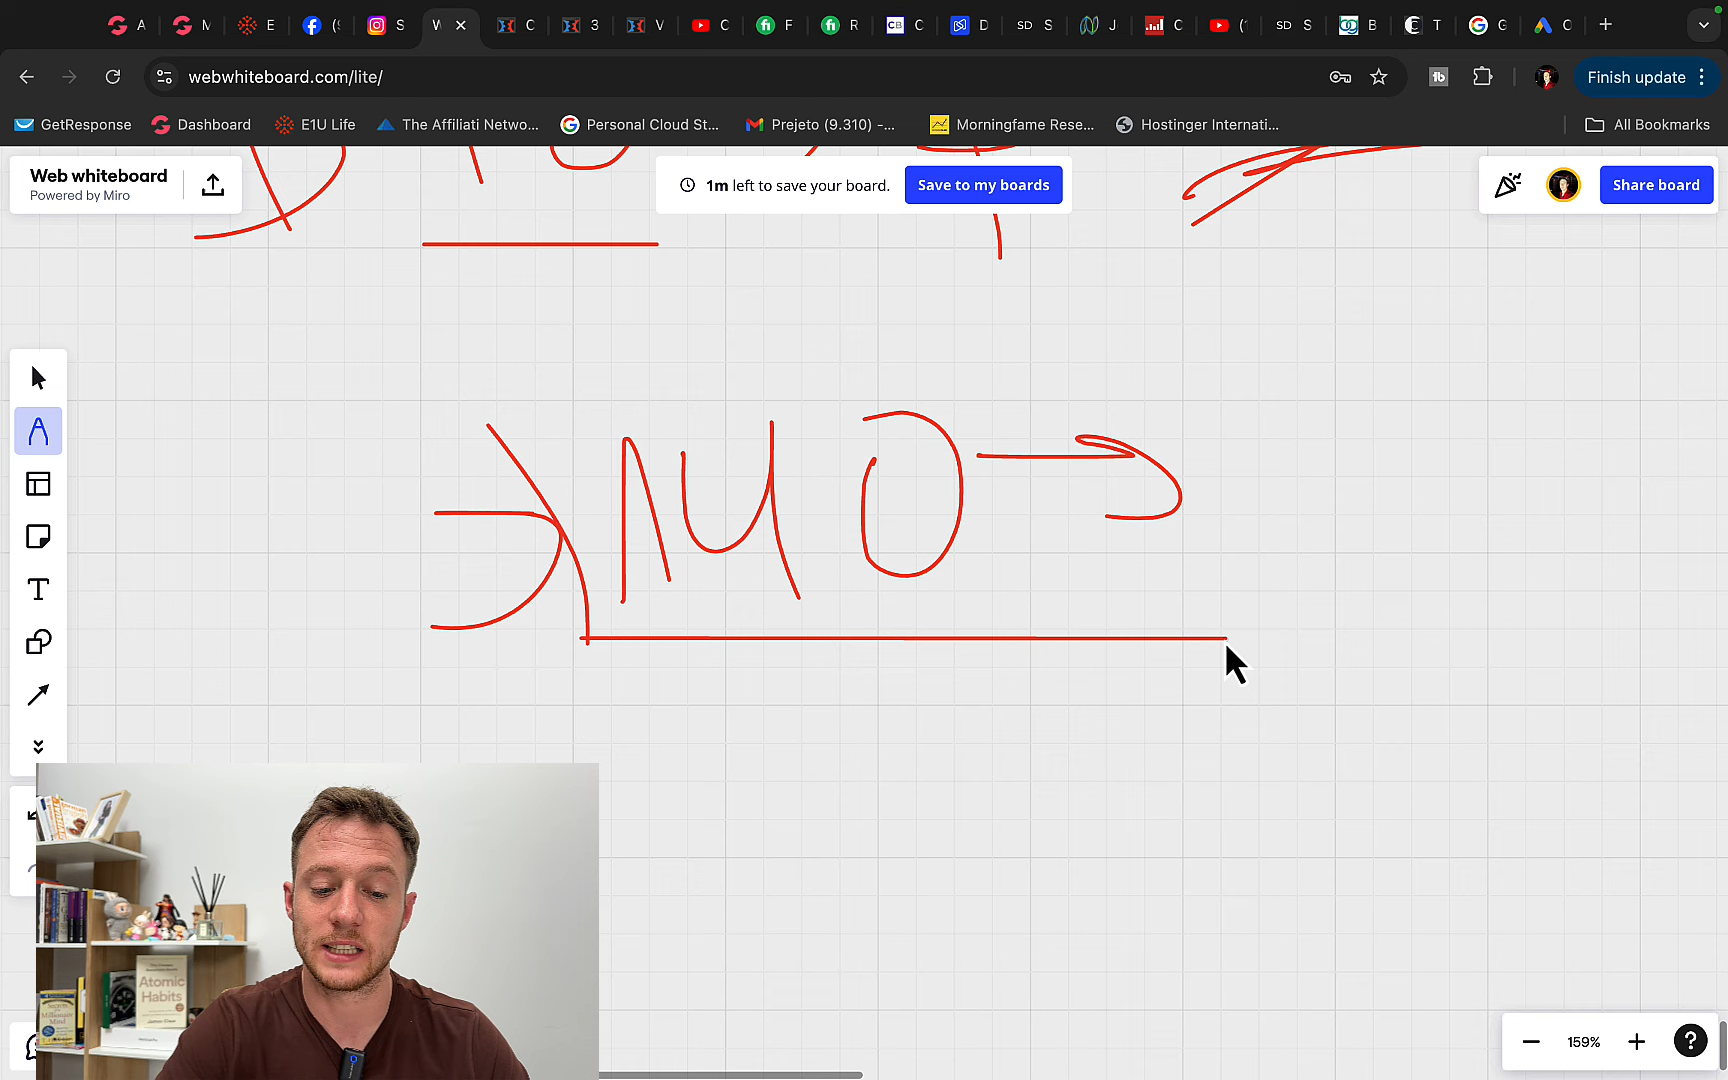 A M E ( S W C 3 V C F R C D S J C ( S B T G C
webwhiteboard.com/lite/
Finish update
GetResponse Dashboard E1U Life The Affiliati Netwo... Personal Cloud St... Prejeto (9.310) -... Morningfame Rese... Hostinger Internati... All Bookmarks
Web whiteboard
Powered by Miro
1m left to save your board. Save to my boards
Share board
T
Atomic
Habits
159%